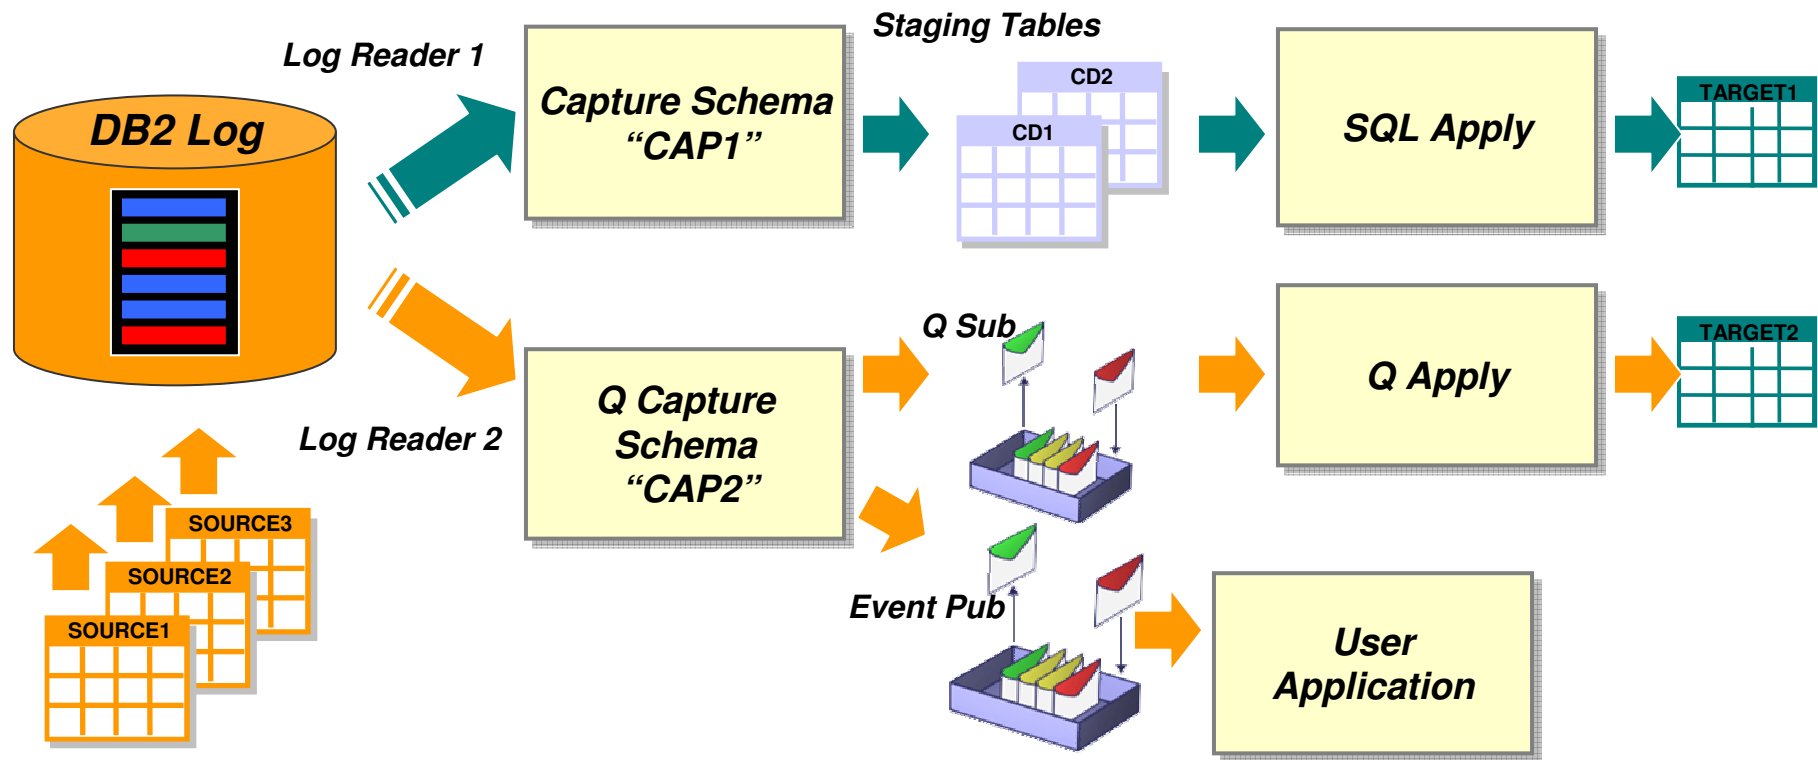 Log Reader 1
Staging Tables
DB2 Log
Capture Schema
“CAP1”
CD2
CD1
SQL Apply
TARGET1
Log Reader 2
Q Capture
Schema
“CAP2”
Q Sub
Q Apply
TARGET2
SOURCE3
SOURCE2
SOURCE1
Event Pub
User
Application